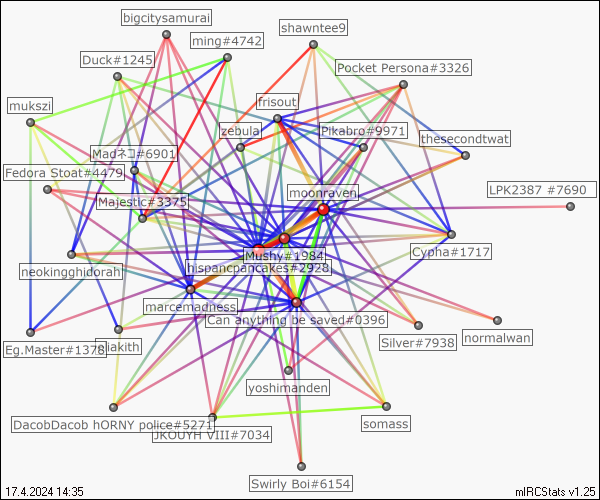 bigcitysamurai
shawntee9
ming#4742
Duck#1245
Pocket Persona#3326
mukszi
frisout
zebula
Pikabro#9971
thesecondtwat
Madネコ#6901
Fedora Stoat#4479
moonraven
LPK2387 #7690
Majestic#3375
Mushy#1984
Cypha#1717
hispancpancakes#2928
neokingghidorah
marcemadness
Can anything be saved#0396
Eg.Master#1378
eliakith
Silver#7938
normalwan
yoshimanden
DacobDacob hORNY police#5271
somass
JKOUYH VIII#7034
Swirly Boi#6154
17.4.2024 14:35
mIRCStats v1.25